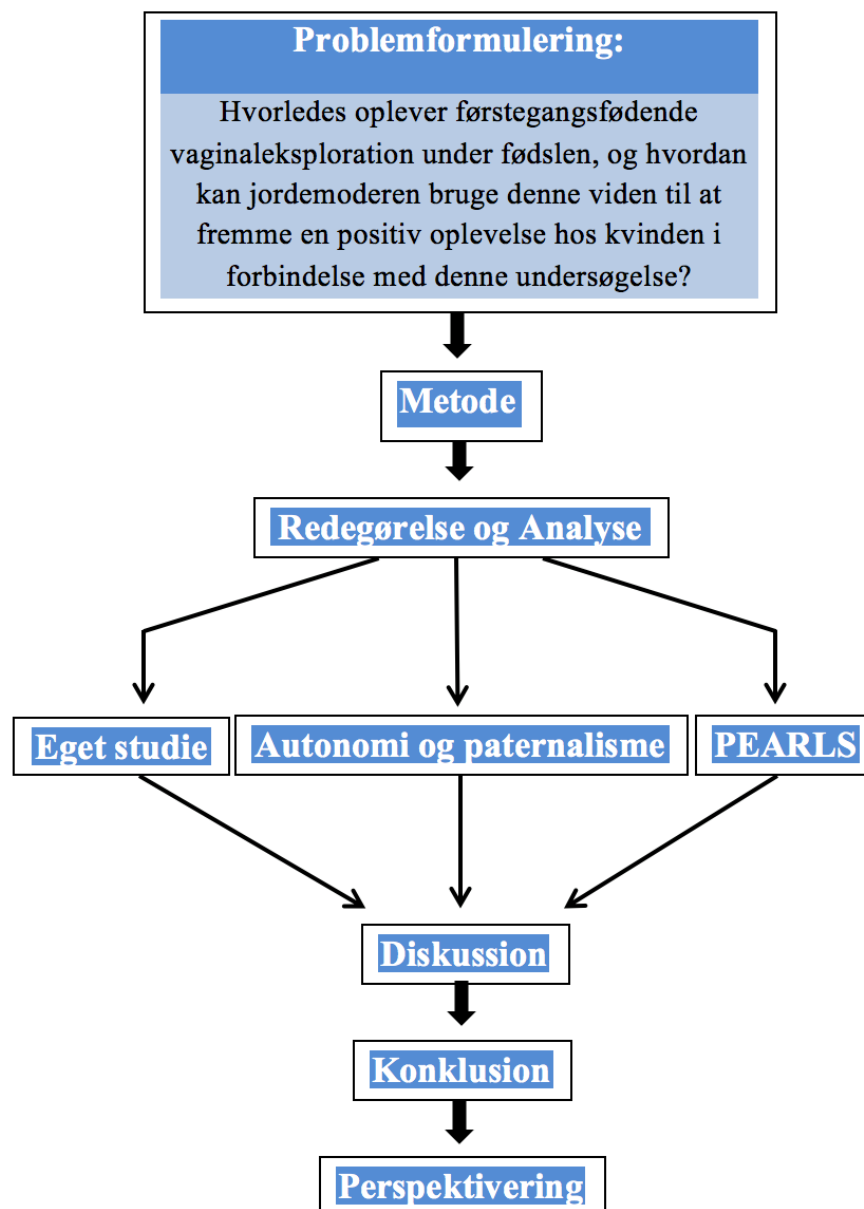 Problemformulering:
Hvorledes oplever førstegangsfødende
vaginaleksploration under fødslen, og hvordan
kan jordemoderen bruge denne viden til at
fremme en positiv oplevelse hos kvinden i
forbindelse med denne undersøgelse?
Metode
Redegørelse og Analyse
Eget studie
Autonomi og paternalisme
PEARLS
Diskussion
Konklusion
Perspektivering